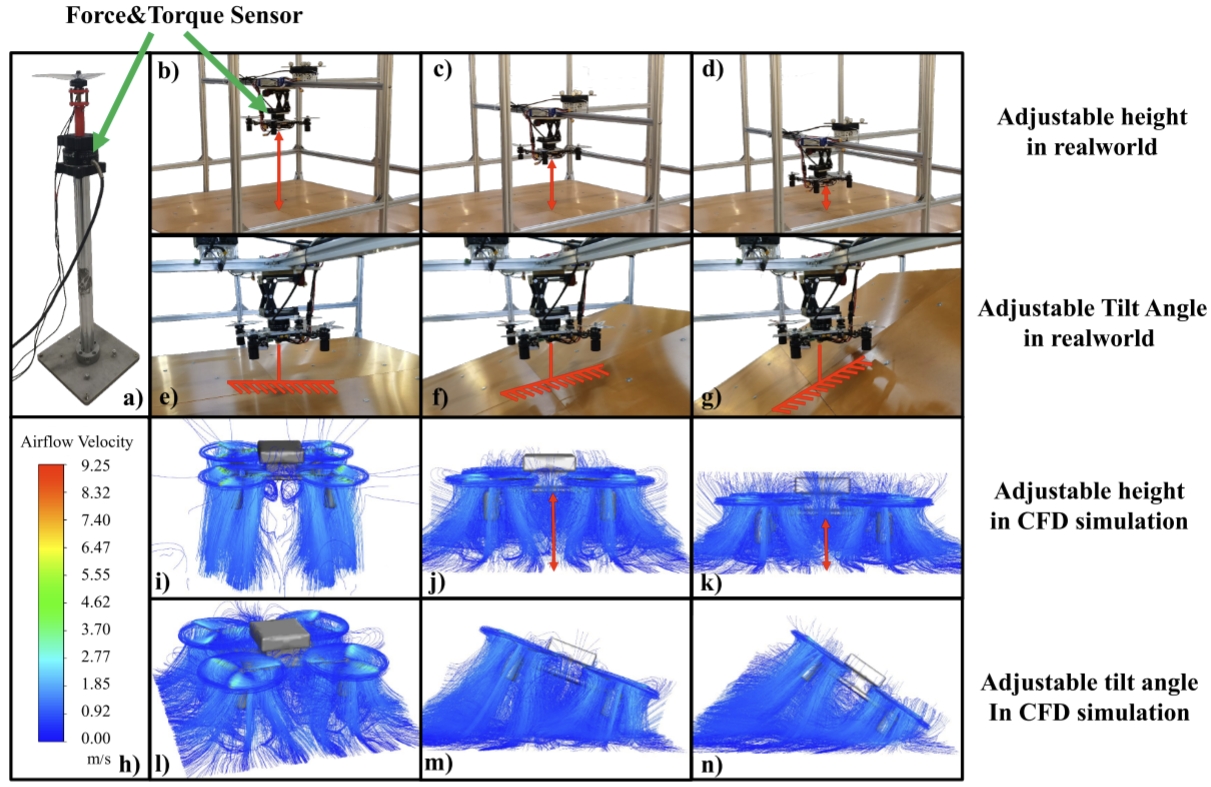 Force&Torque Sensor
a)
b)
c)
d)
Adjustable height
in realworld
e)
f)
g)
Adjustable Tilt Angle
in realworld
Airflow Velocity
9.25
8.32
7.40
6.47
5.55
4.62
3.70
2.77
1.85
0.92
0.00
m/s
h)
i)
j)
k)
Adjustable height
in CFD simulation
l)
m)
n)
Adjustable tilt angle
In CFD simulation